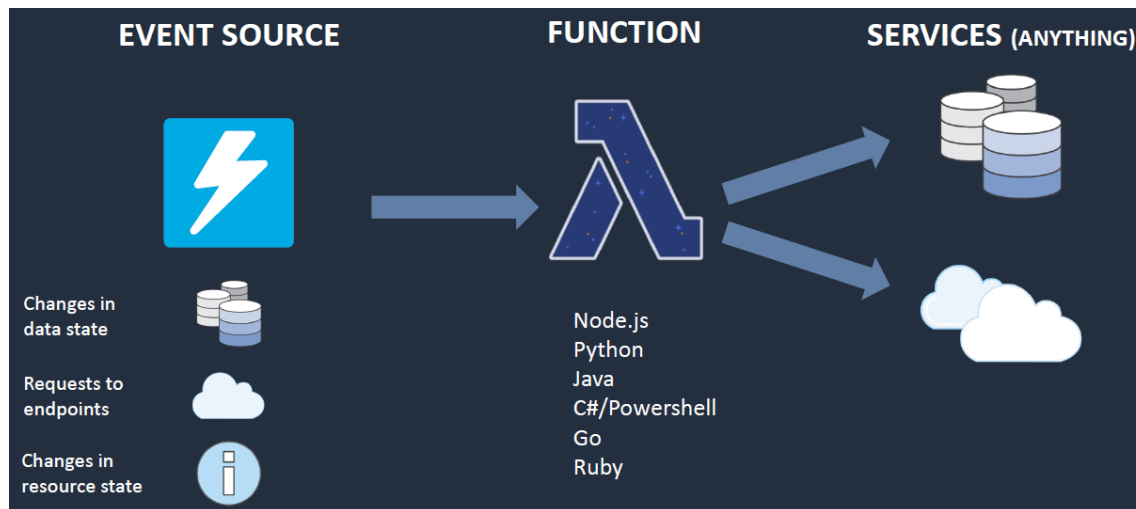 EVENT SOURCE
FUNCTION
SERVICES (ANYTHING)
Changes in
data state
Requests to
endpoints
Changes in
resource state
Node.js
Python
Java
C#/Powershell
Go
Ruby